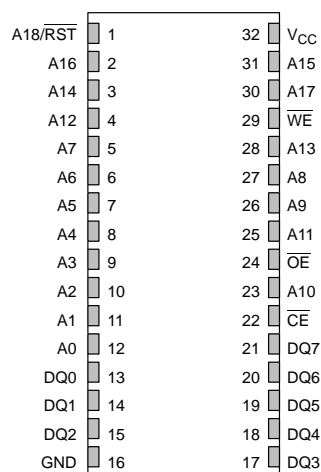 A18/RST 1 32 VCC
A16 2 31 A15
A14 3 30 A17
A12 4 29 WE
A7 5 28 A13
A6 6 27 A8
A5 7 26 A9
A4 8 25 A11
A3 9 24 OE
A2 10 23 A10
A1 11 22 CE
A0 12 21 DQ7
DQ0 13 20 DQ6
DQ1 14 19 DQ5
DQ2 15 18 DQ4
GND 16 17 DQ3